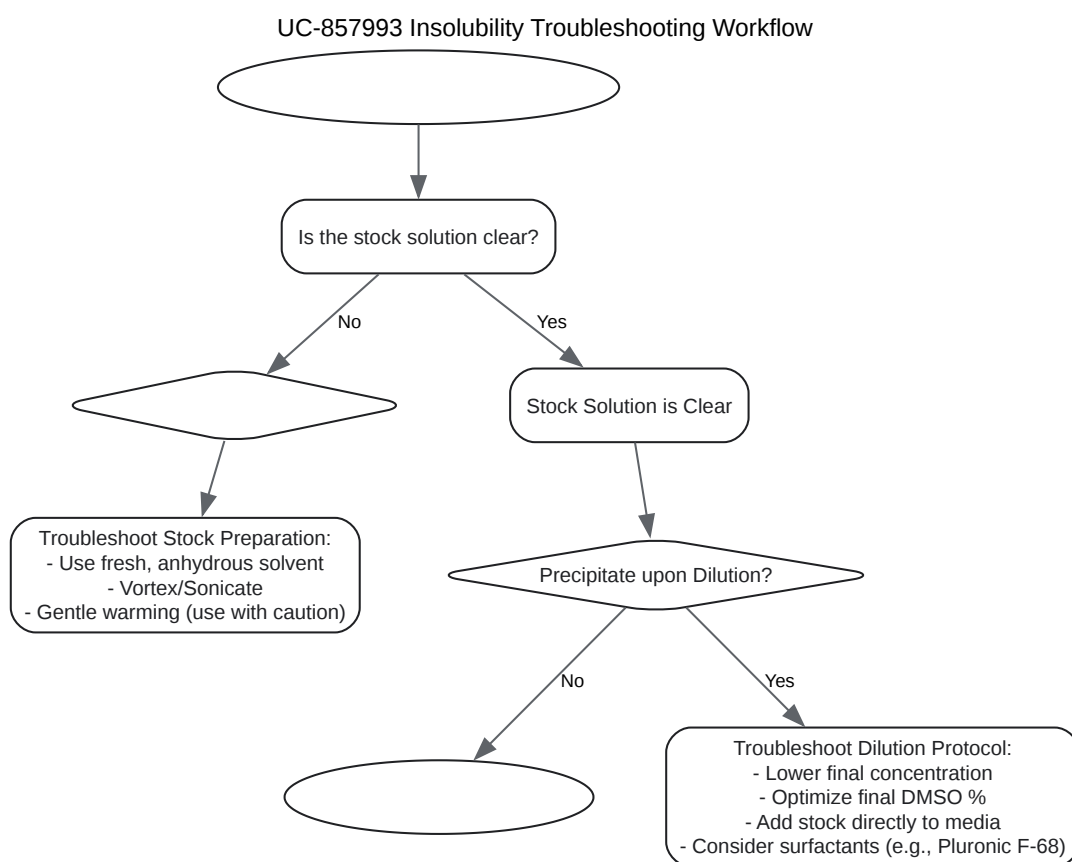 UC-857993 Insolubility Troubleshooting Workflow
Is the stock solution clear?
No
Yes
Stock Solution is Clear
Troubleshoot Stock Preparation:
- Use fresh, anhydrous solvent
- Vortex/Sonicate
- Gentle warming (use with caution)
Precipitate upon Dilution?
No
Yes
Troubleshoot Dilution Protocol:
- Lower final concentration
- Optimize final DMSO %
- Add stock directly to media
- Consider surfactants (e.g., Pluronic F-68)